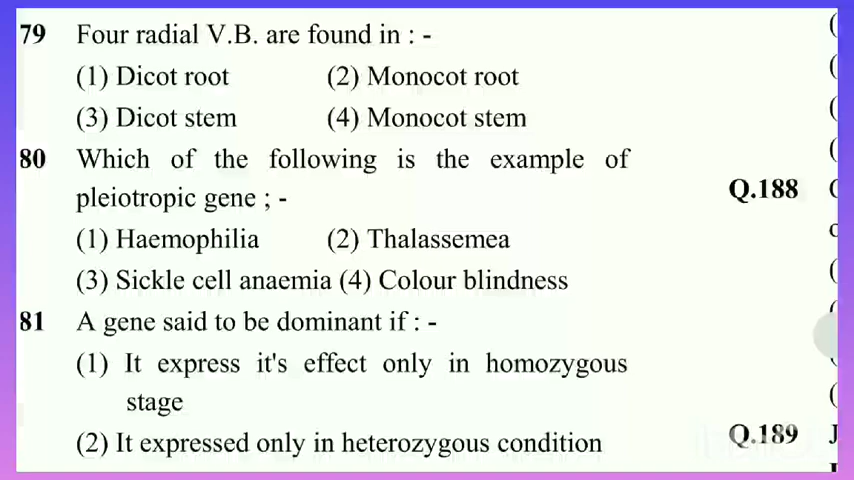 79 Four radial V.B. are found in : -
(1) Dicot root (2) Monocot root
(3) Dicot stem (4) Monocot stem
80 Which of the following is the example of
pleiotropic gene ; -
(1) Haemophilia (2) Thalassemea
(3) Sickle cell anaemia (4) Colour blindness
81 A gene said to be dominant if : -
(1) It express it's effect only in homozygous
stage
(2) It expressed only in heterozygous condition
Q.188
Q.189